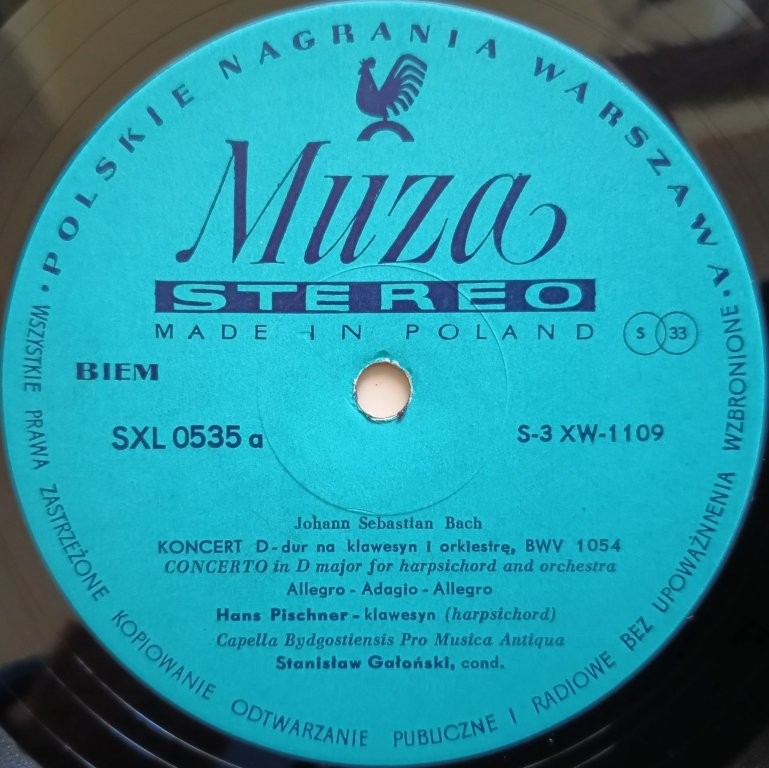 • POLSKIE NAGRANIA WARSZAWA •
Muza
STEREO
MADE IN POLAND
S 33
BIEM
SXL 0535 a
S-3 XW-1109
Johann Sebastian Bach
KONCERT D-dur na klawesyn i orkiestrę, BWV 1054
CONCERTO in D major for harpsichord and orchestra
Allegro - Adagio - Allegro
Hans Pischner - klawesyn (harpsichord)
Capella Bydgostiensis Pro Musica Antiqua
Stanisław Gałoński, cond.
WSZYSTKIE PRAWA ZASTRZEŻONE KOPIOWANIE ODTWARZANIE PUBLICZNE I RADIOWE BEZ UPOWAŻNIENIA WZBRONIONE